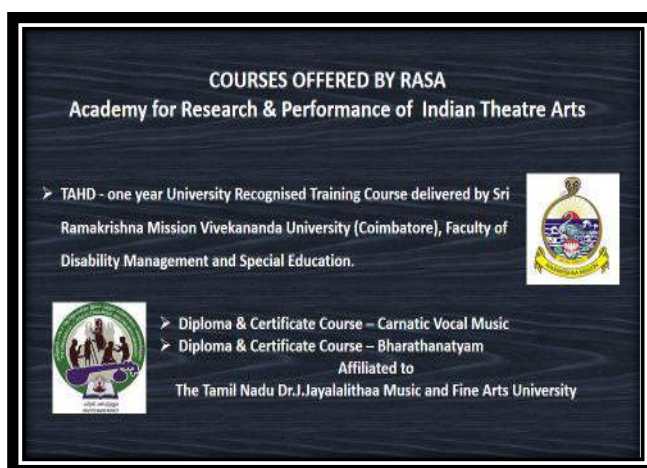 COURSES OFFERED BY RASA
Academy for Research & Performance of Indian Theatre Arts
➢ TAHD - one year University Recognised Training Course delivered by Sri
Ramakrishna Mission Vivekananda University (Coimbatore), Faculty of
Disability Management and Special Education.
RAMAKRISHNA MISSION
➢ Diploma & Certificate Course – Carnatic Vocal Music
➢ Diploma & Certificate Course – Bharathanatyam
Affiliated to
The Tamil Nadu Dr.J.Jayalalithaa Music and Fine Arts University